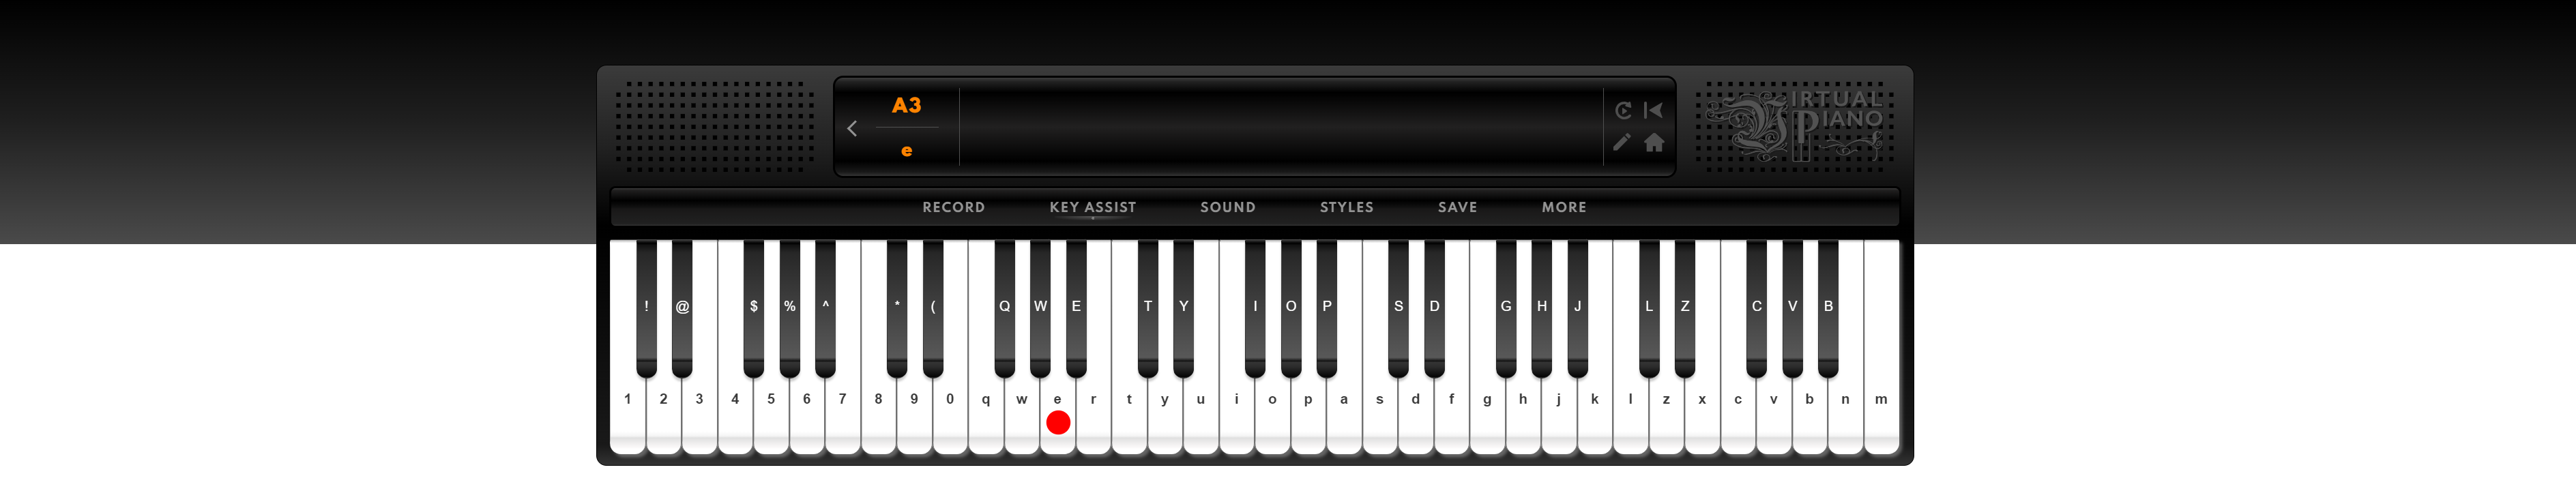 A3
e
VIRTUAL
PIANO
RECORD KEY ASSIST SOUND STYLES SAVE MORE
! @ $ % ^ * ( Q W E T Y I O P S D G H J L Z C V B
1 2 3 4 5 6 7 8 9 0 q w e r t y u i o p a s d f g h j k l z x c v b n m